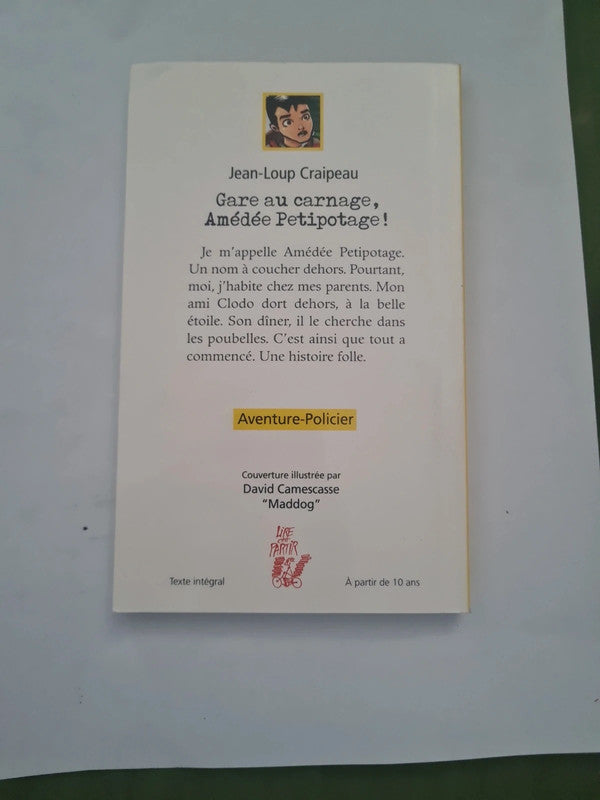 Jean-Loup Craipeau
Gare au carnage,
Amédée Petipotage !
Je m'appelle Amédée Petipotage.
Un nom à coucher dehors. Pourtant,
moi, j'habite chez mes parents. Mon
ami Clodo dort dehors, à la belle
étoile. Son dîner, il le cherche dans
les poubelles. C'est ainsi que tout a
commencé. Une histoire folle.
Aventure-Policier
Couverture illustrée par
David Camescasse
"Maddog"
LIRE
C'EST
PARTIR
Texte intégral
À partir de 10 ans